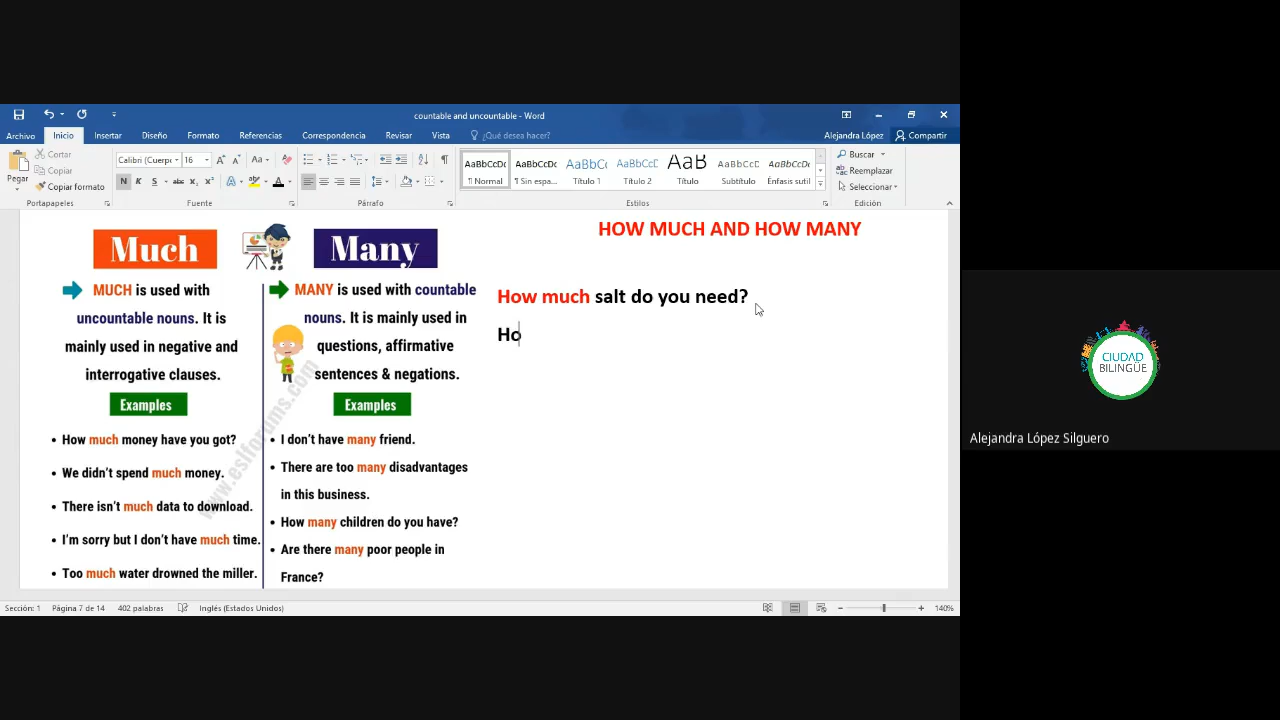 countable and uncountable - Word
Archivo Inicio Insertar Diseño Formato Referencias Correspondencia Revisar Vista ¿Qué desea hacer? Alejandra López Compartir
Pegar
Cortar
Copiar
Copiar formato
Portapapeles
Calibri (Cuerpo 16
Fuente
Párrafo
AaBbCcDc AaBbCcDc AaBbCc AaBbCcD AaB AaBbCcD AaBbCcDc
¶ Normal ¶ Sin espa... Título 1 Título 2 Título Subtítulo Énfasis sutil
Estilos
Buscar
Reemplazar
Seleccionar
Edición
HOW MUCH AND HOW MANY
How much salt do you need?
Ho
Much
MUCH is used with
uncountable nouns. It is
mainly used in negative and
interrogative clauses.
Examples
• How much money have you got?
• We didn't spend much money.
• There isn't much data to download.
• I'm sorry but I don't have much time.
• Too much water drowned the miller.
Many
MANY is used with countable
nouns. It is mainly used in
questions, affirmative
sentences & negations.
Examples
• I don't have many friend.
• There are too many disadvantages
in this business.
• How many children do you have?
• Are there many poor people in
France?
www.eslforums.com
Sección: 1 Página 7 de 14 402 palabras Inglés (Estados Unidos) 140%
CIUDAD
BILINGÜE
Alejandra López Silguero